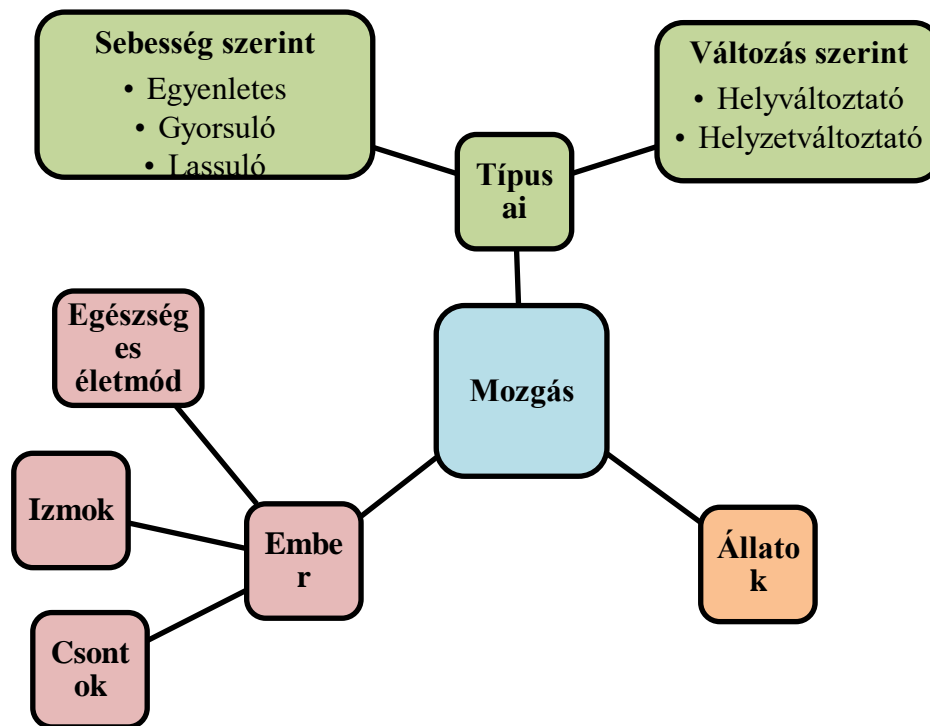 Sebesség szerint
• Egyenletes
• Gyorsuló
• Lassuló
Változás szerint
• Helyváltoztató
• Helyzetváltoztató
Típus
ai
Egészség
es
életmód
Mozgás
Izmok
Embe
r
Állato
k
Csont
ok